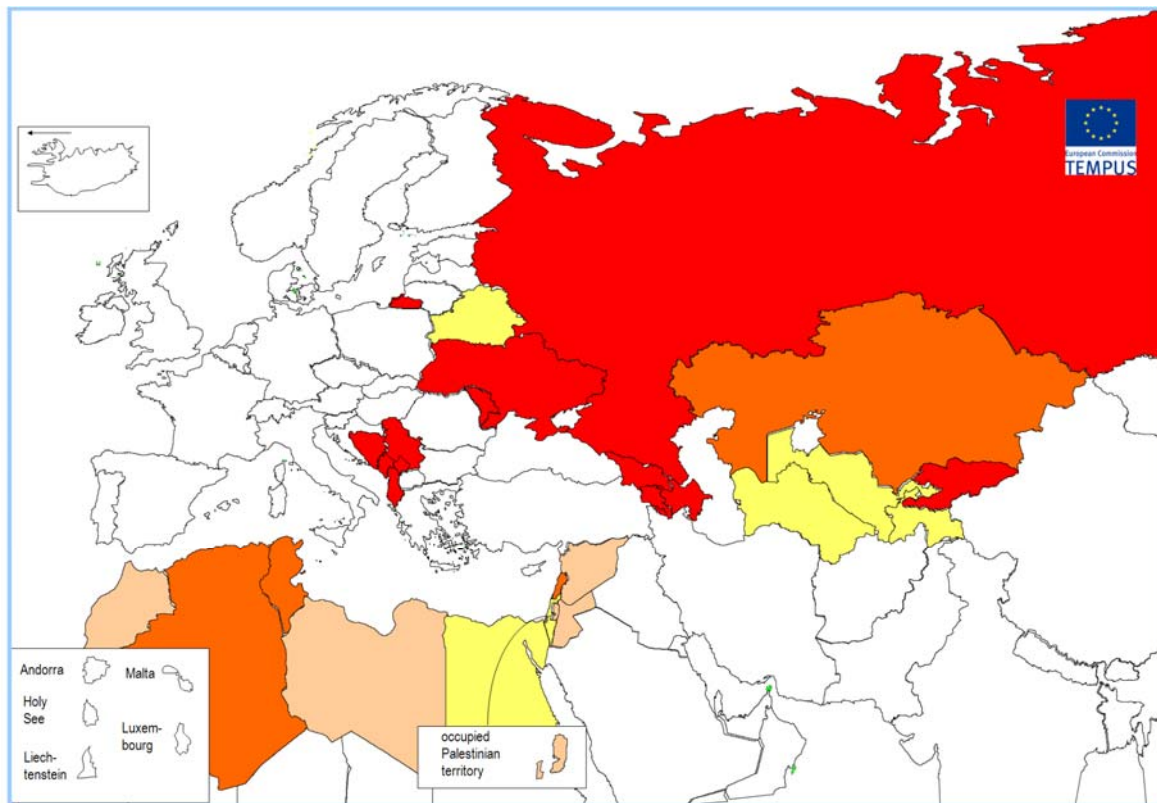 European Commission
TEMPUS
Andorra
Malta
Holy
See
Luxem-
bourg
Liech-
tenstein
occupied
Palestinian
territory